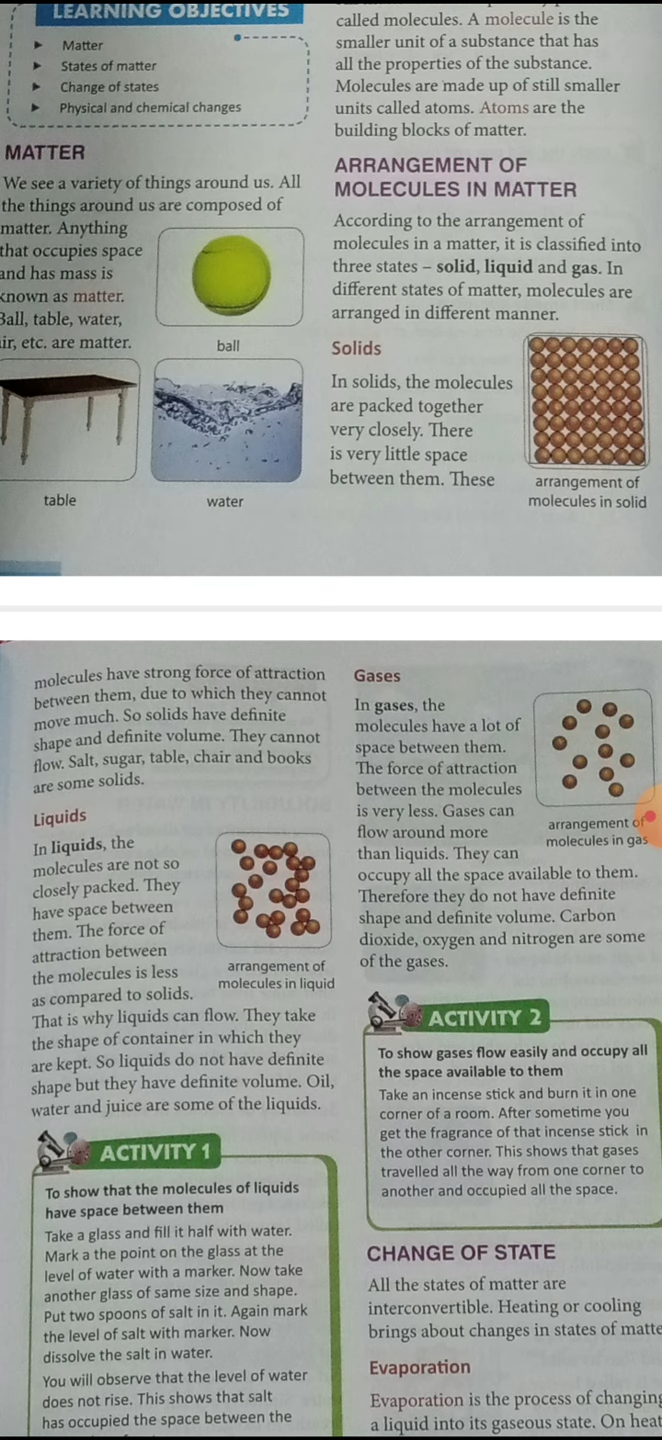 LEARNING OBJECTIVES
Matter
States of matter
Change of states
Physical and chemical changes
MATTER
We see a variety of things around us. All
the things around us are composed of
matter. Anything
that occupies space
and has mass is
known as matter.
Ball, table, water,
air, etc. are matter.
ball
table
water
called molecules. A molecule is the
smaller unit of a substance that has
all the properties of the substance.
Molecules are made up of still smaller
units called atoms. Atoms are the
building blocks of matter.
ARRANGEMENT OF
MOLECULES IN MATTER
According to the arrangement of
molecules in a matter, it is classified into
three states – solid, liquid and gas. In
different states of matter, molecules are
arranged in different manner.
Solids
In solids, the molecules
are packed together
very closely. There
is very little space
between them. These
arrangement of
molecules in solid
molecules have strong force of attraction
between them, due to which they cannot
move much. So solids have definite
shape and definite volume. They cannot
flow. Salt, sugar, table, chair and books
are some solids.
Liquids
In liquids, the
molecules are not so
closely packed. They
have space between
them. The force of
attraction between
the molecules is less
as compared to solids.
arrangement of
molecules in liquid
That is why liquids can flow. They take
the shape of container in which they
are kept. So liquids do not have definite
shape but they have definite volume. Oil,
water and juice are some of the liquids.
ACTIVITY 1
To show that the molecules of liquids
have space between them
Take a glass and fill it half with water.
Mark a the point on the glass at the
level of water with a marker. Now take
another glass of same size and shape.
Put two spoons of salt in it. Again mark
the level of salt with marker. Now
dissolve the salt in water.
You will observe that the level of water
does not rise. This shows that salt
has occupied the space between the
Gases
In gases, the
molecules have a lot of
space between them.
The force of attraction
between the molecules
is very less. Gases can
flow around more
than liquids. They can
arrangement of
molecules in gas
occupy all the space available to them.
Therefore they do not have definite
shape and definite volume. Carbon
dioxide, oxygen and nitrogen are some
of the gases.
ACTIVITY 2
To show gases flow easily and occupy all
the space available to them
Take an incense stick and burn it in one
corner of a room. After sometime you
get the fragrance of that incense stick in
the other corner. This shows that gases
travelled all the way from one corner to
another and occupied all the space.
CHANGE OF STATE
All the states of matter are
interconvertible. Heating or cooling
brings about changes in states of matte
Evaporation
Evaporation is the process of changing
a liquid into its gaseous state. On heat